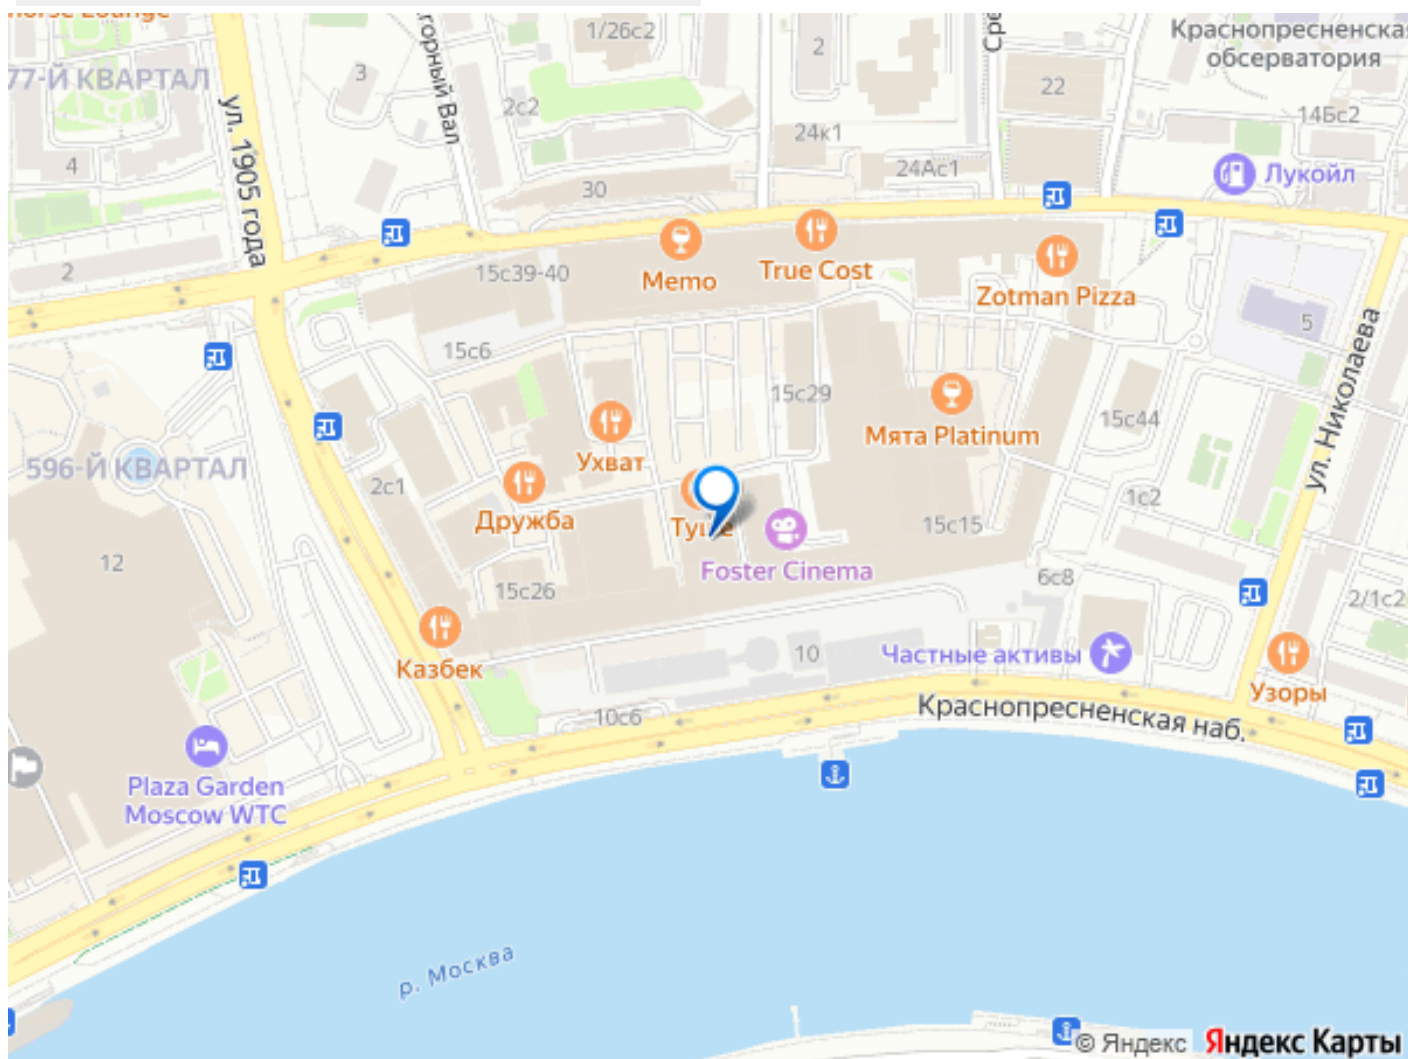 77-Й КВАРТАЛ
ул. 1905 года
1/26с2
2
Краснопресненская
обсерватория
3
2с2
22
14Бс2
4
24к1
24Ас1
30
Лукойл
2
15с39-40
Memo
True Cost
Zotman Pizza
5
15с6
ул. Николаева
15с29
Мята Platinum
15с44
596-Й КВАРТАЛ
Ухват
2с1
Дружба
1с2
15с15
12
Foster Cinema
15с26
6с8
2/1с2
Казбек
10
Частные активы
Узоры
10с6
Краснопресненская наб.
Plaza Garden
Moscow WTC
р. Москва
© Яндекс Яндекс Карты